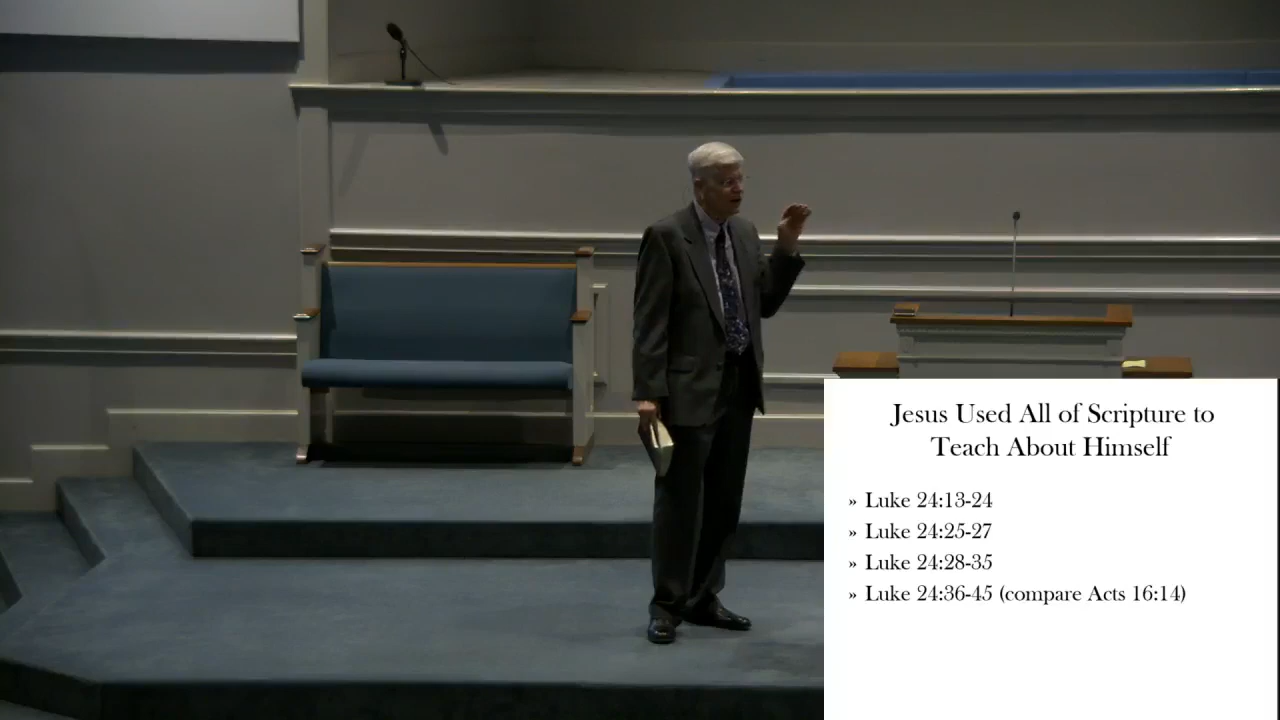 Jesus Used All of Scripture to
Teach About Himself
» Luke 24:13-24
» Luke 24:25-27
» Luke 24:28-35
» Luke 24:36-45 (compare Acts 16:14)